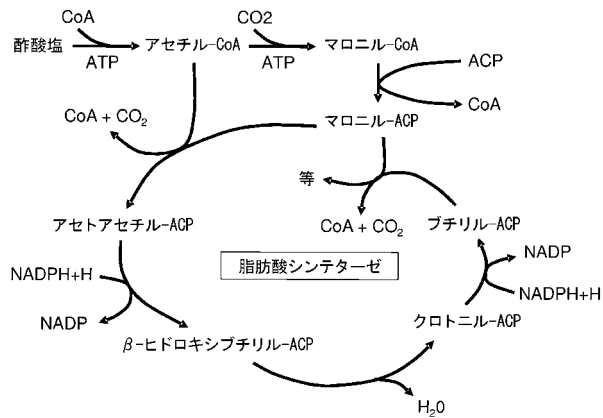 CoA
CO2
酢酸塩
アセチル-CoA
マロニル-CoA
ATP
ATP
ACP
CoA
CoA + CO₂
マロニル-ACP
等
CoA + CO₂
ブチリル-ACP
アセトアセチル-ACP
NADP
脂肪酸シンテターゼ
NADPH+H
NADPH+H
NADP
クロトニル-ACP
β-ヒドロキシブチリル-ACP
H₂0